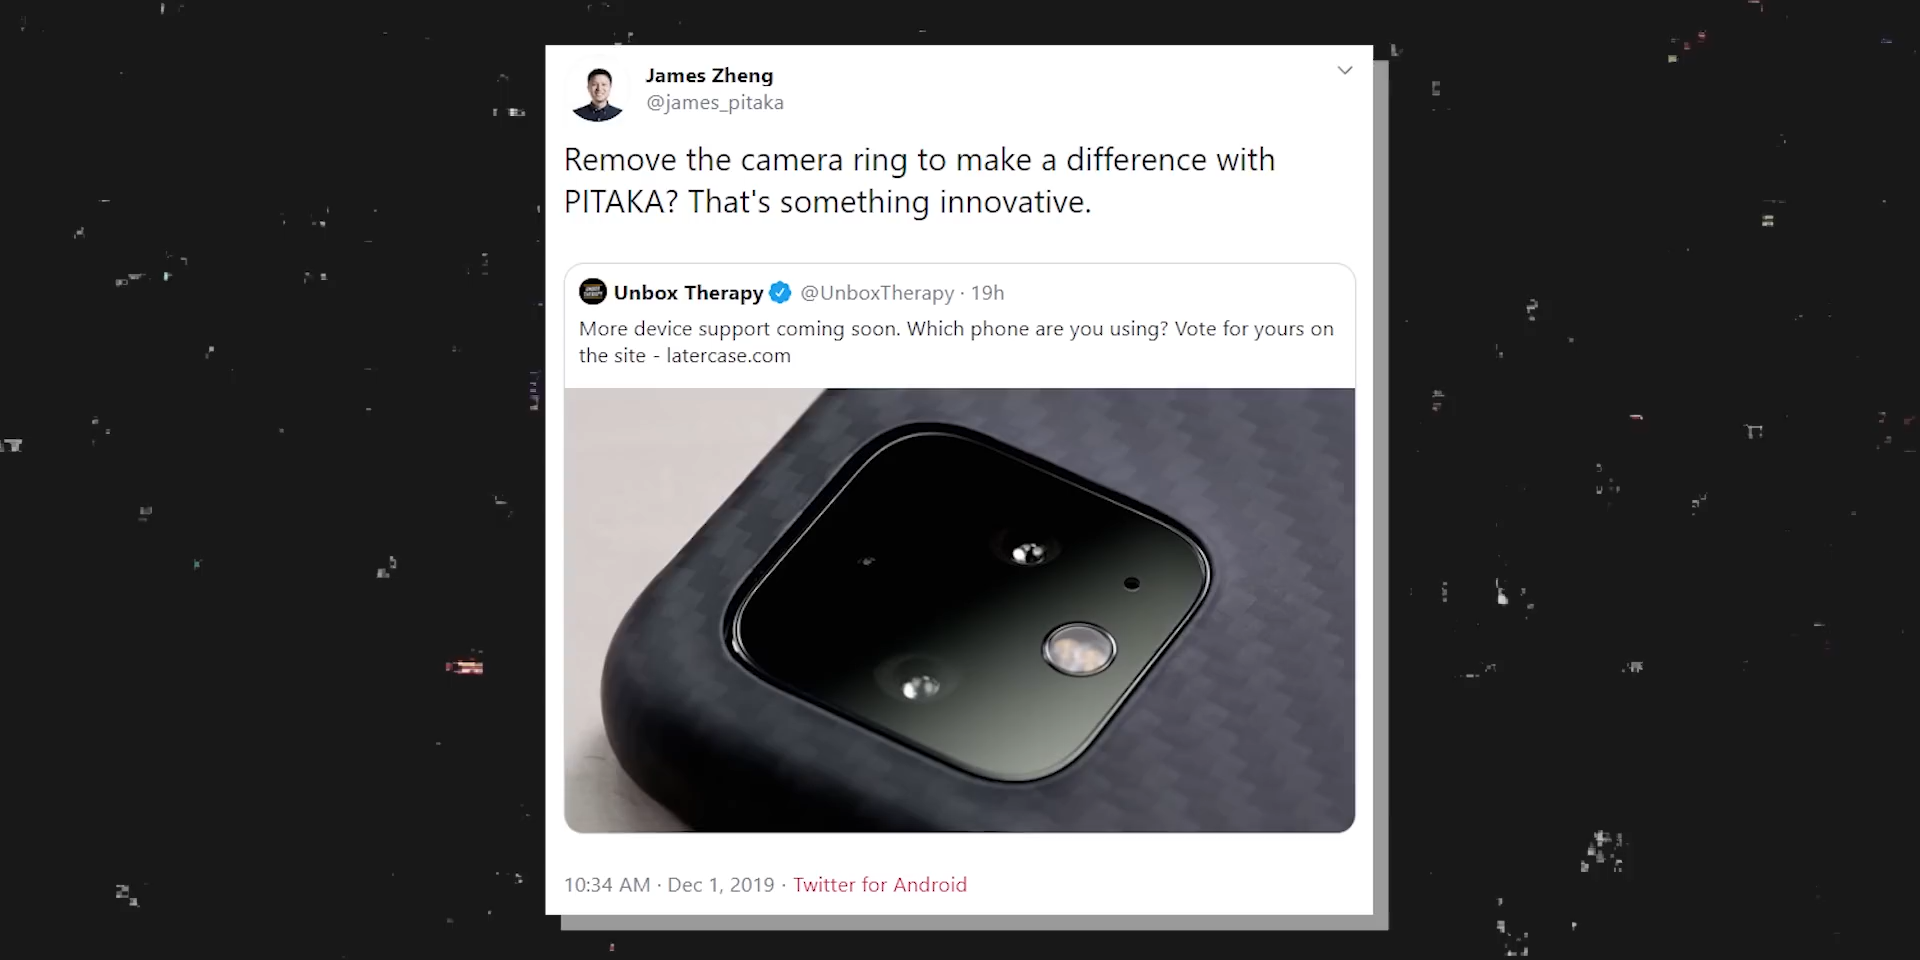 James Zheng
@james_pitaka
Remove the camera ring to make a difference with
PITAKA? That's something innovative.
Unbox Therapy @UnboxTherapy · 19h
More device support coming soon. Which phone are you using? Vote for yours on
the site - latercase.com
10:34 AM · Dec 1, 2019 · Twitter for Android